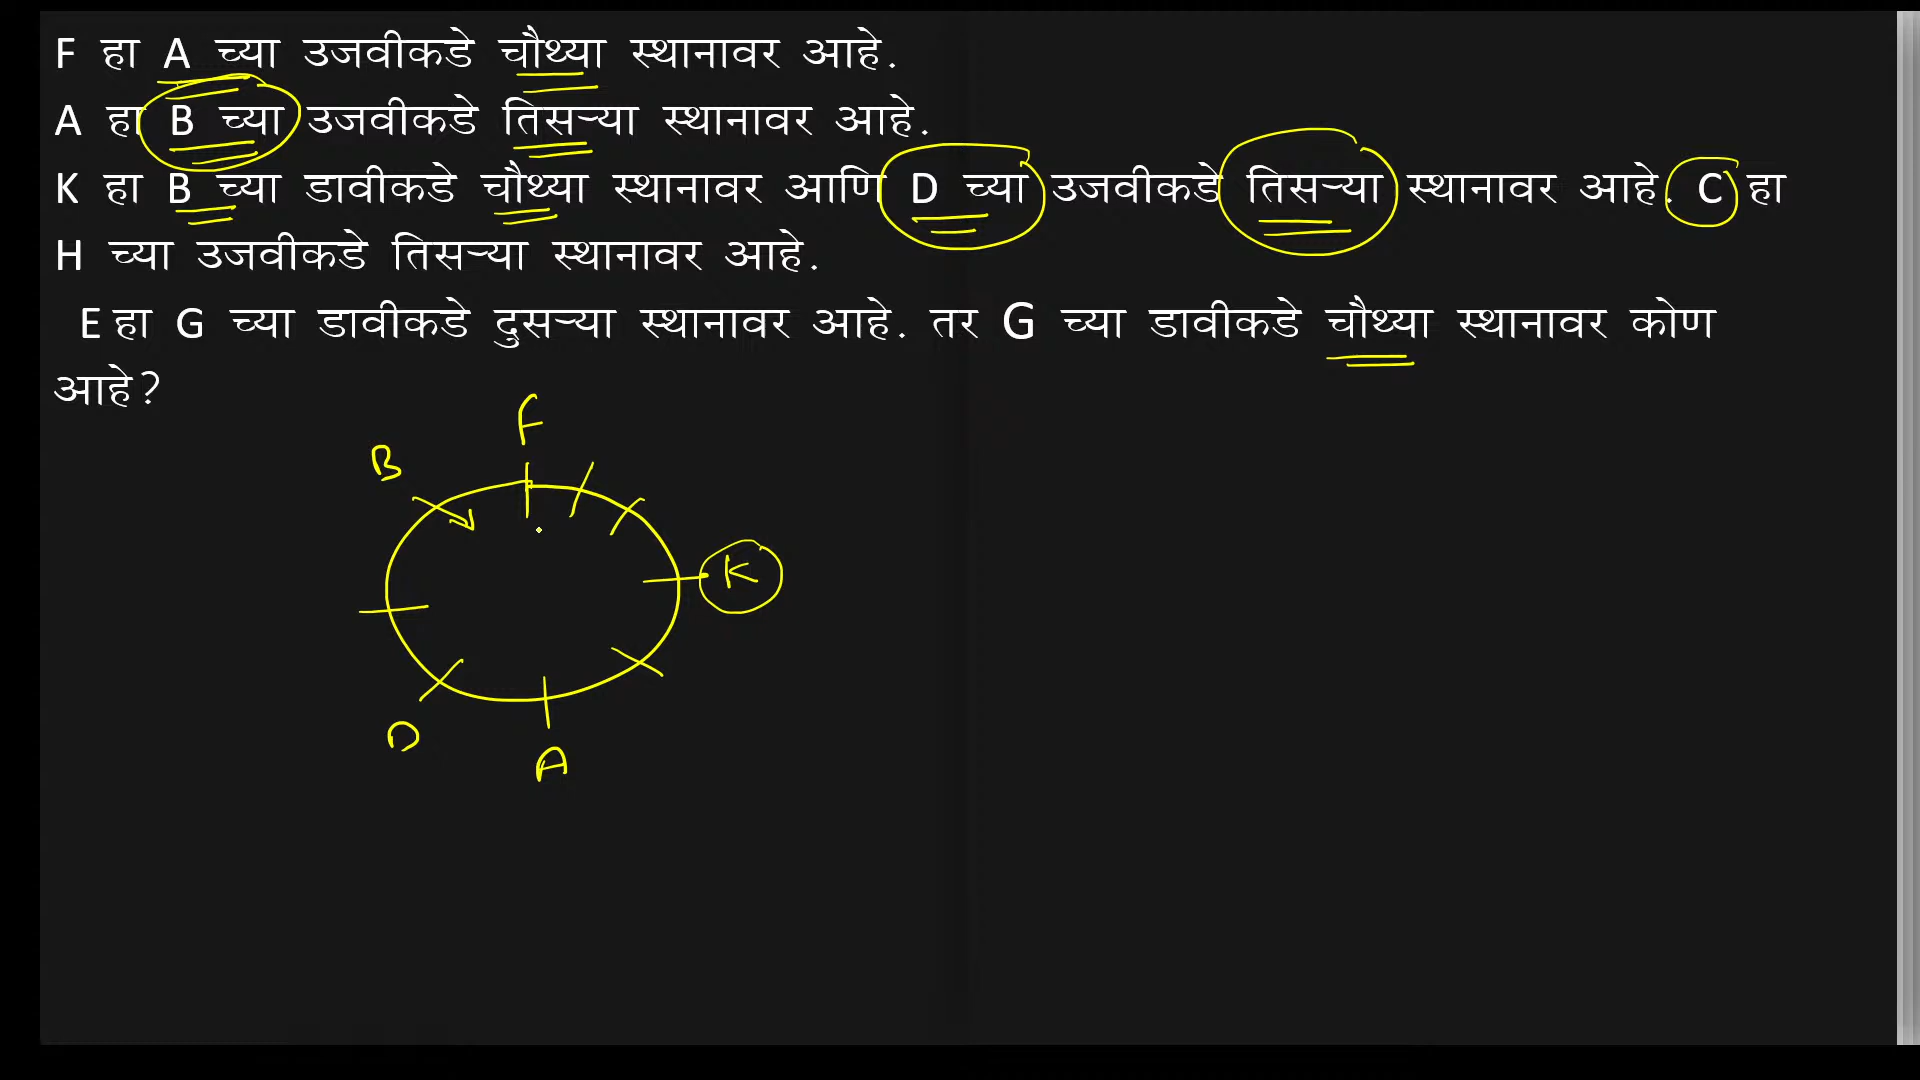 F हा A च्या उजवीकडे चौथ्या स्थानावर आहे.
A हा B च्या उजवीकडे तिसऱ्या स्थानावर आहे.
K हा B च्या डावीकडे चौथ्या स्थानावर आणि D च्या उजवीकडे तिसऱ्या स्थानावर आहे. C हा
H च्या उजवीकडे तिसऱ्या स्थानावर आहे.
E हा G च्या डावीकडे दुसऱ्या स्थानावर आहे. तर G च्या डावीकडे चौथ्या स्थानावर कोण
आहे?
F
B
K
D
A